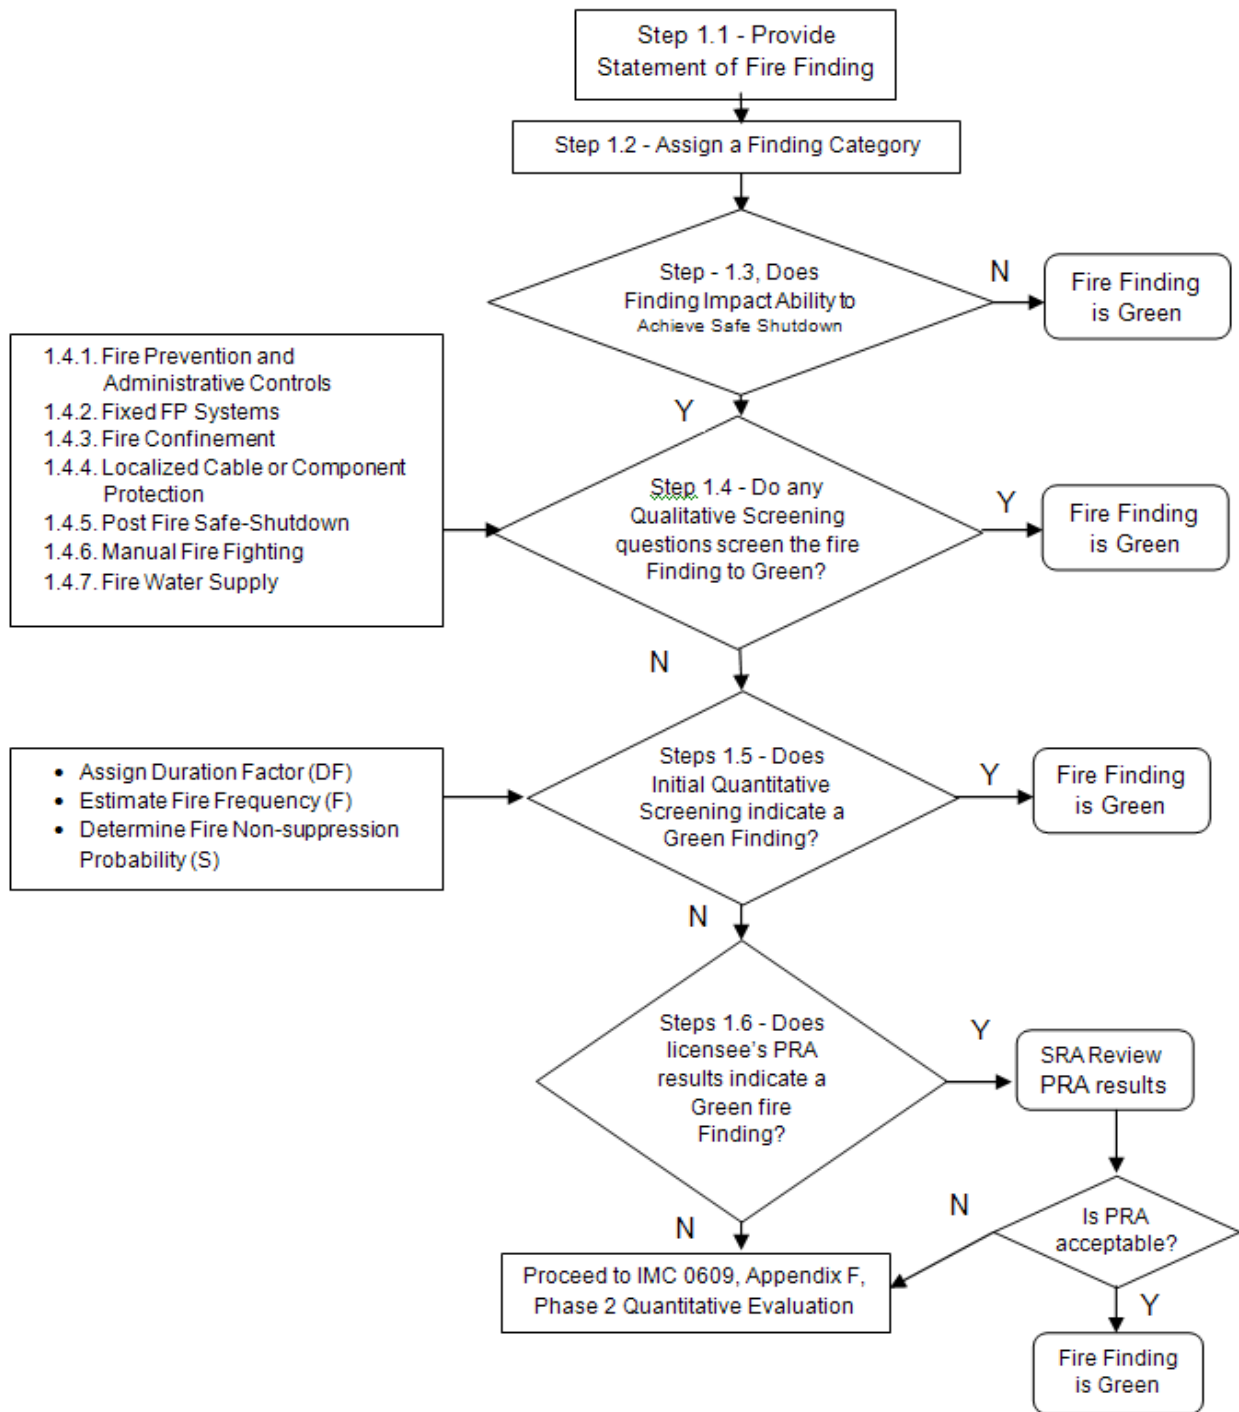 Step 1.1 - Provide
Statement of Fire Finding
Step 1.2 - Assign a Finding Category
Step - 1.3, Does
Finding Impact Ability to
Achieve Safe Shutdown
N
Fire Finding
is Green
Y
1.4.1. Fire Prevention and
Administrative Controls
1.4.2. Fixed FP Systems
1.4.3. Fire Confinement
1.4.4. Localized Cable or Component
Protection
1.4.5. Post Fire Safe-Shutdown
1.4.6. Manual Fire Fighting
1.4.7. Fire Water Supply
Step 1.4 - Do any
Qualitative Screening
questions screen the fire
Finding to Green?
Y
Fire Finding
is Green
N
• Assign Duration Factor (DF)
• Estimate Fire Frequency (F)
• Determine Fire Non-suppression
Probability (S)
Steps 1.5 - Does
Initial Quantitative
Screening indicate a
Green Finding?
Y
Fire Finding
is Green
N
Steps 1.6 - Does
licensee's PRA
results indicate a
Green fire
Finding?
Y
SRA Review
PRA results
N
Is PRA
acceptable?
N
Proceed to IMC 0609, Appendix F,
Phase 2 Quantitative Evaluation
Y
Fire Finding
is Green